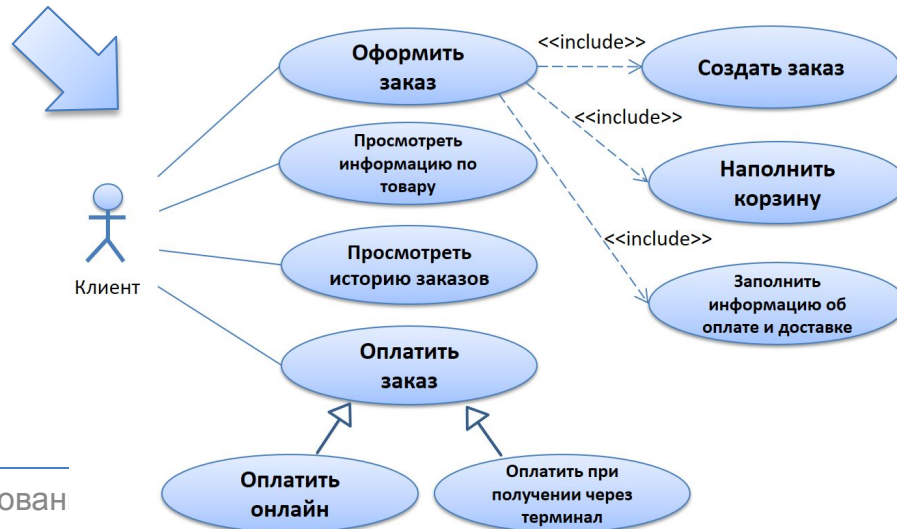 Оформить
заказ
<<include>>
Создать заказ
Просмотреть
информацию по
товару
<<include>>
Наполнить
корзину
Клиент
Просмотреть
историю заказов
<<include>>
Заполнить
информацию об
оплате и доставке
Оплатить
заказ
Оплатить
онлайн
Оплатить при
получении через
терминал
ован